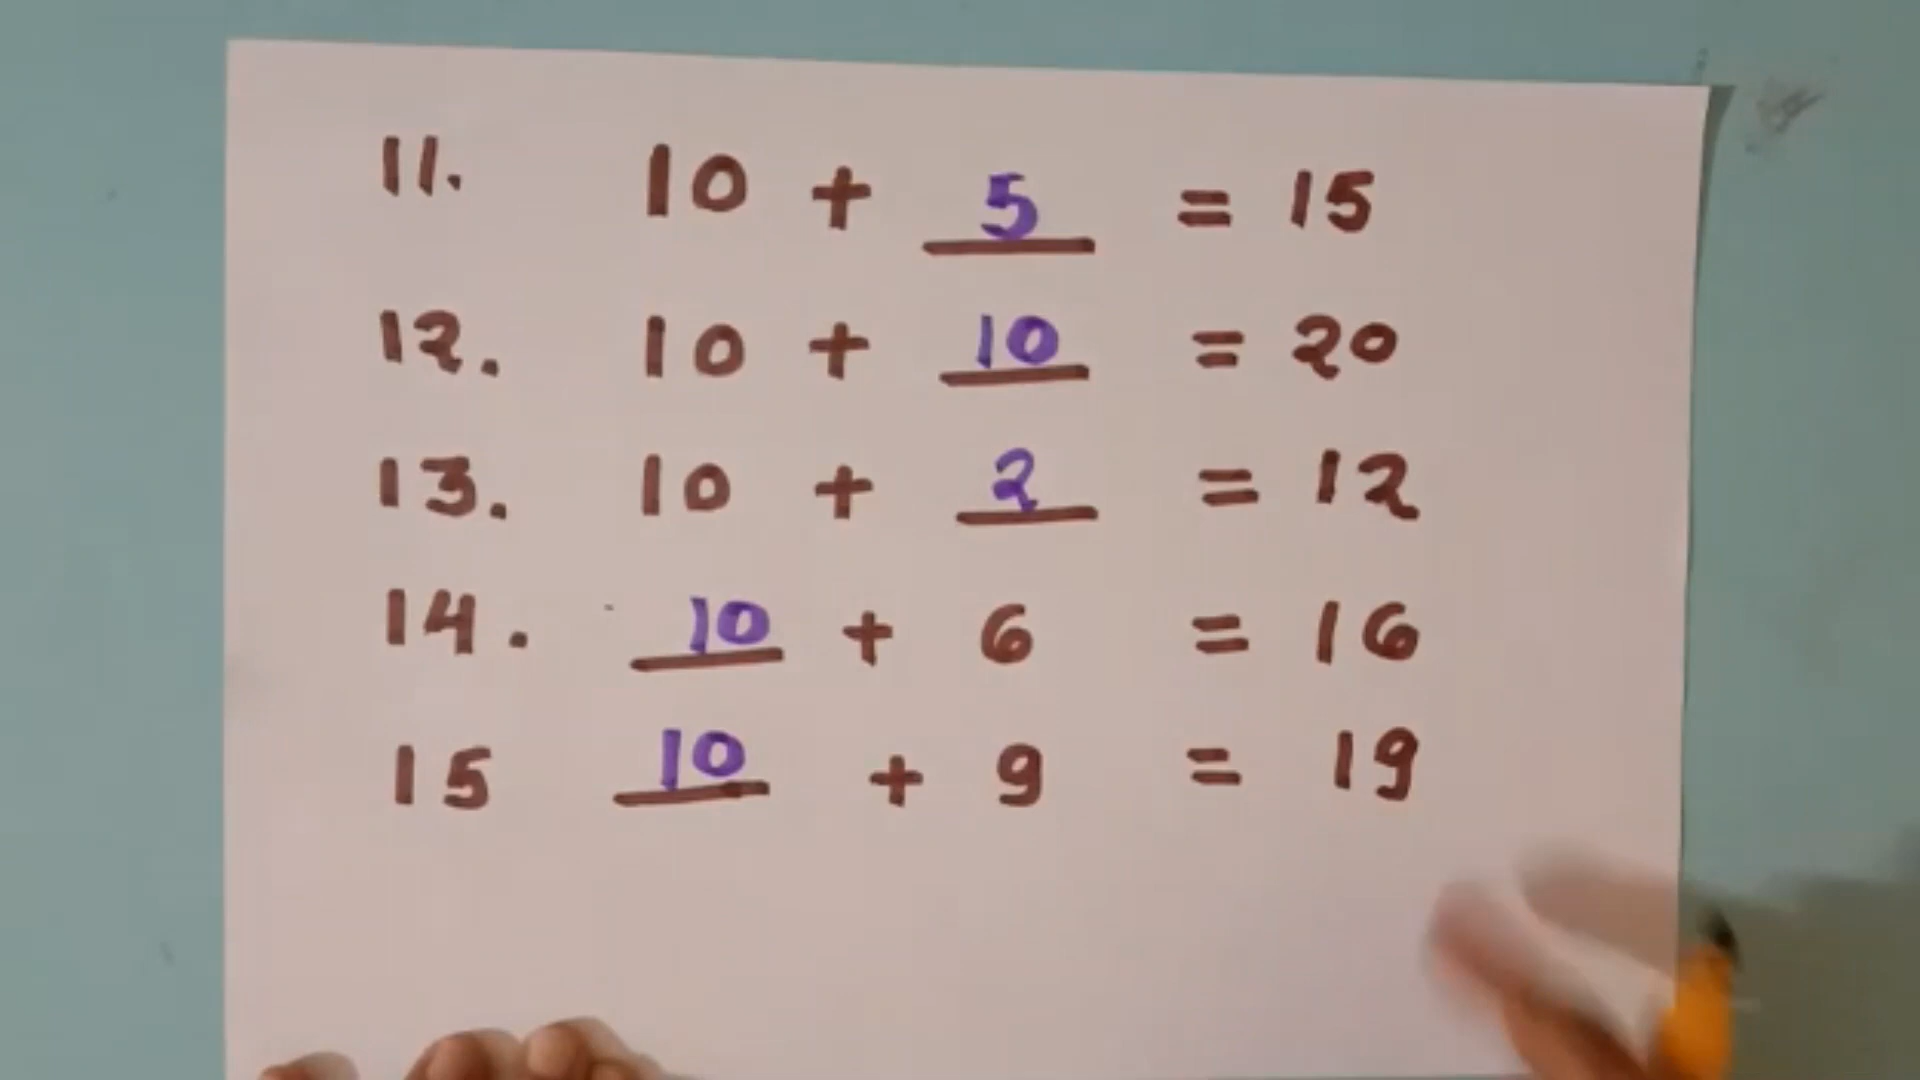 11. 10 + 5 = 15
12. 10 + 10 = 20
13. 10 + 2 = 12
14. 10 + 6 = 16
15 10 + 9 = 19